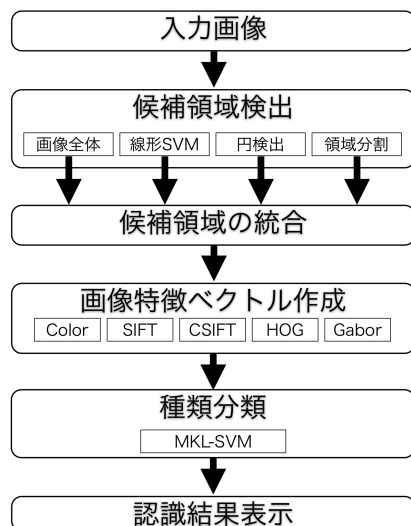 入力画像
候補領域検出
画像全体 線形SVM 円検出 領域分割
候補領域の統合
画像特徴ベクトル作成
Color SIFT CSIFT HOG Gabor
種類分類
MKL-SVM
認識結果表示